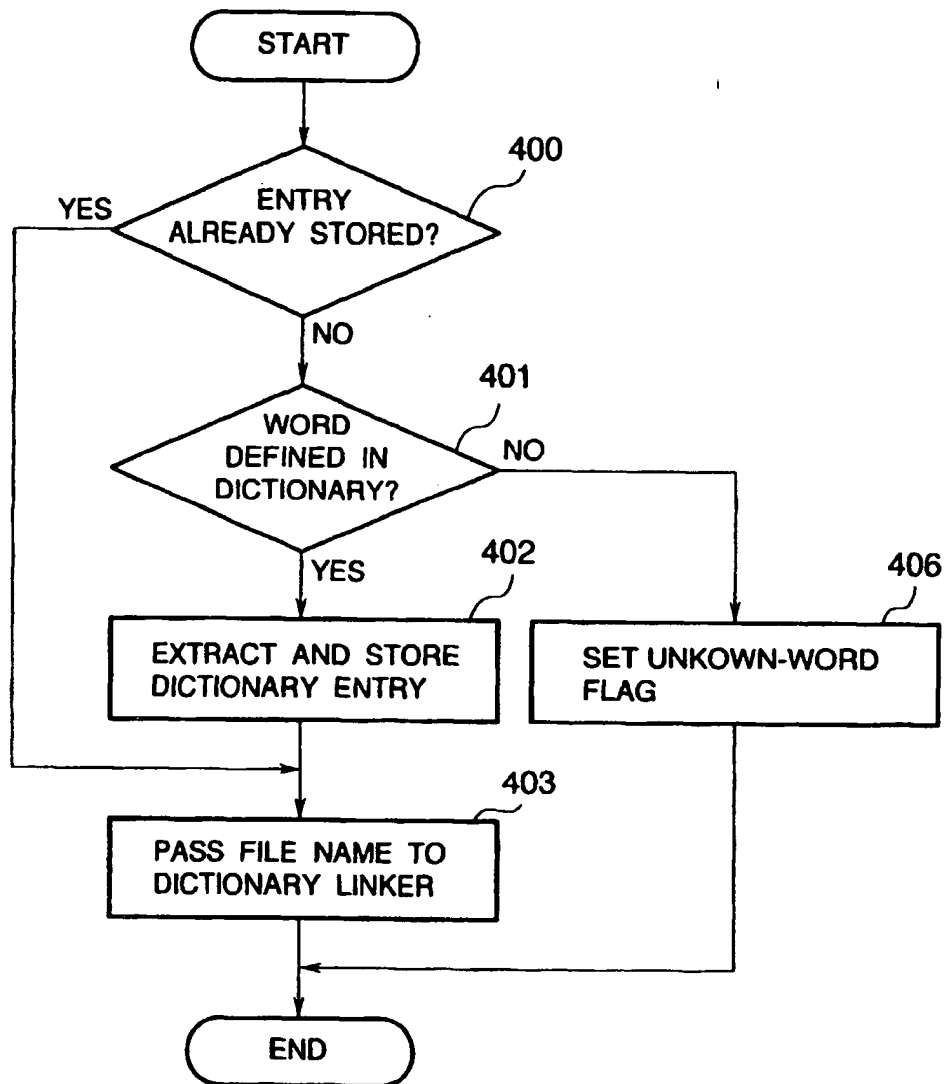 START
400
YES
ENTRY
ALREADY STORED?
NO
401
WORD
DEFINED IN
DICTIONARY?
NO
YES
402
406
EXTRACT AND STORE
DICTIONARY ENTRY
SET UNKOWN-WORD
FLAG
403
PASS FILE NAME TO
DICTIONARY LINKER
END